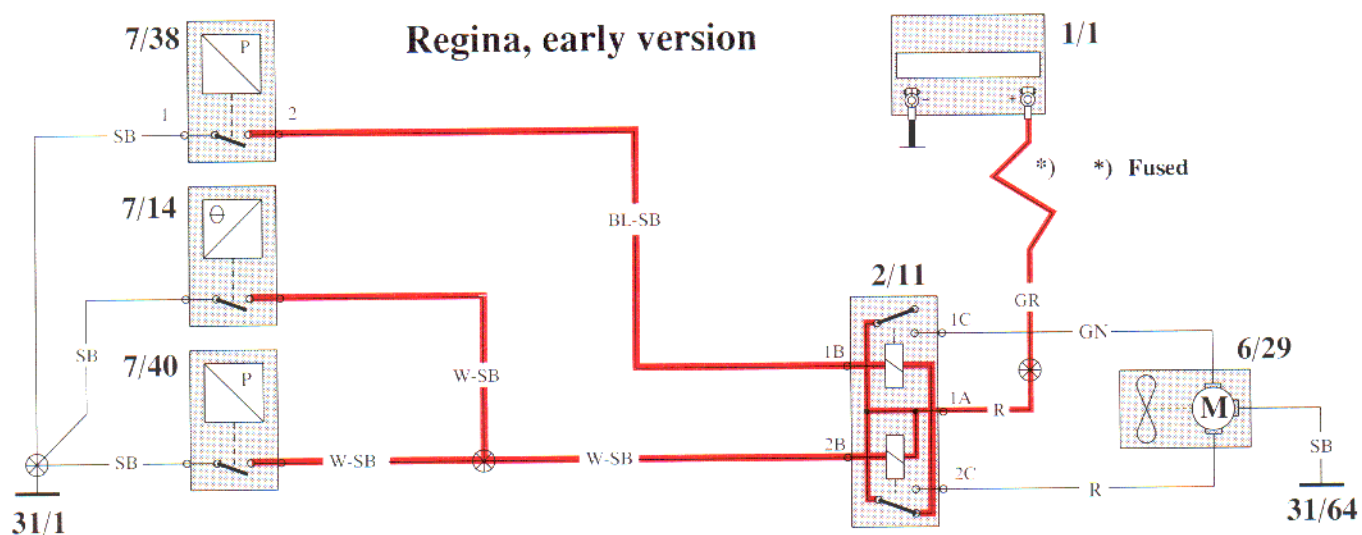 7/38
P
Regina, early version
1/1
−
+
1
2
SB
*)
*) Fused
7/14
Θ
BL-SB
2/11
GR
1C
GN
SB
7/40
P
W-SB
1B
6/29
1A
R
M
2B
SB
W-SB
W-SB
2C
R
SB
31/1
31/64